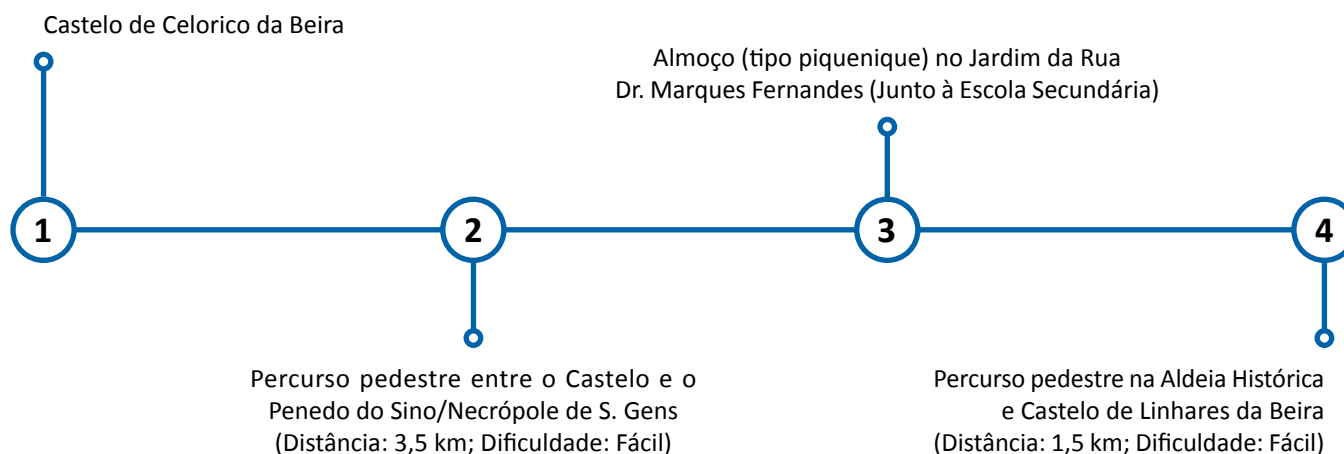 Castelo de Celorico da Beira
Almoço (tipo piquenique) no Jardim da Rua
Dr. Marques Fernandes (Junto à Escola Secundária)
1
2
3
4
Percurso pedestre entre o Castelo e o
Penedo do Sino/Necrópole de S. Gens
(Distância: 3,5 km; Dificuldade: Fácil)
Percurso pedestre na Aldeia Histórica
e Castelo de Linhares da Beira
(Distância: 1,5 km; Dificuldade: Fácil)